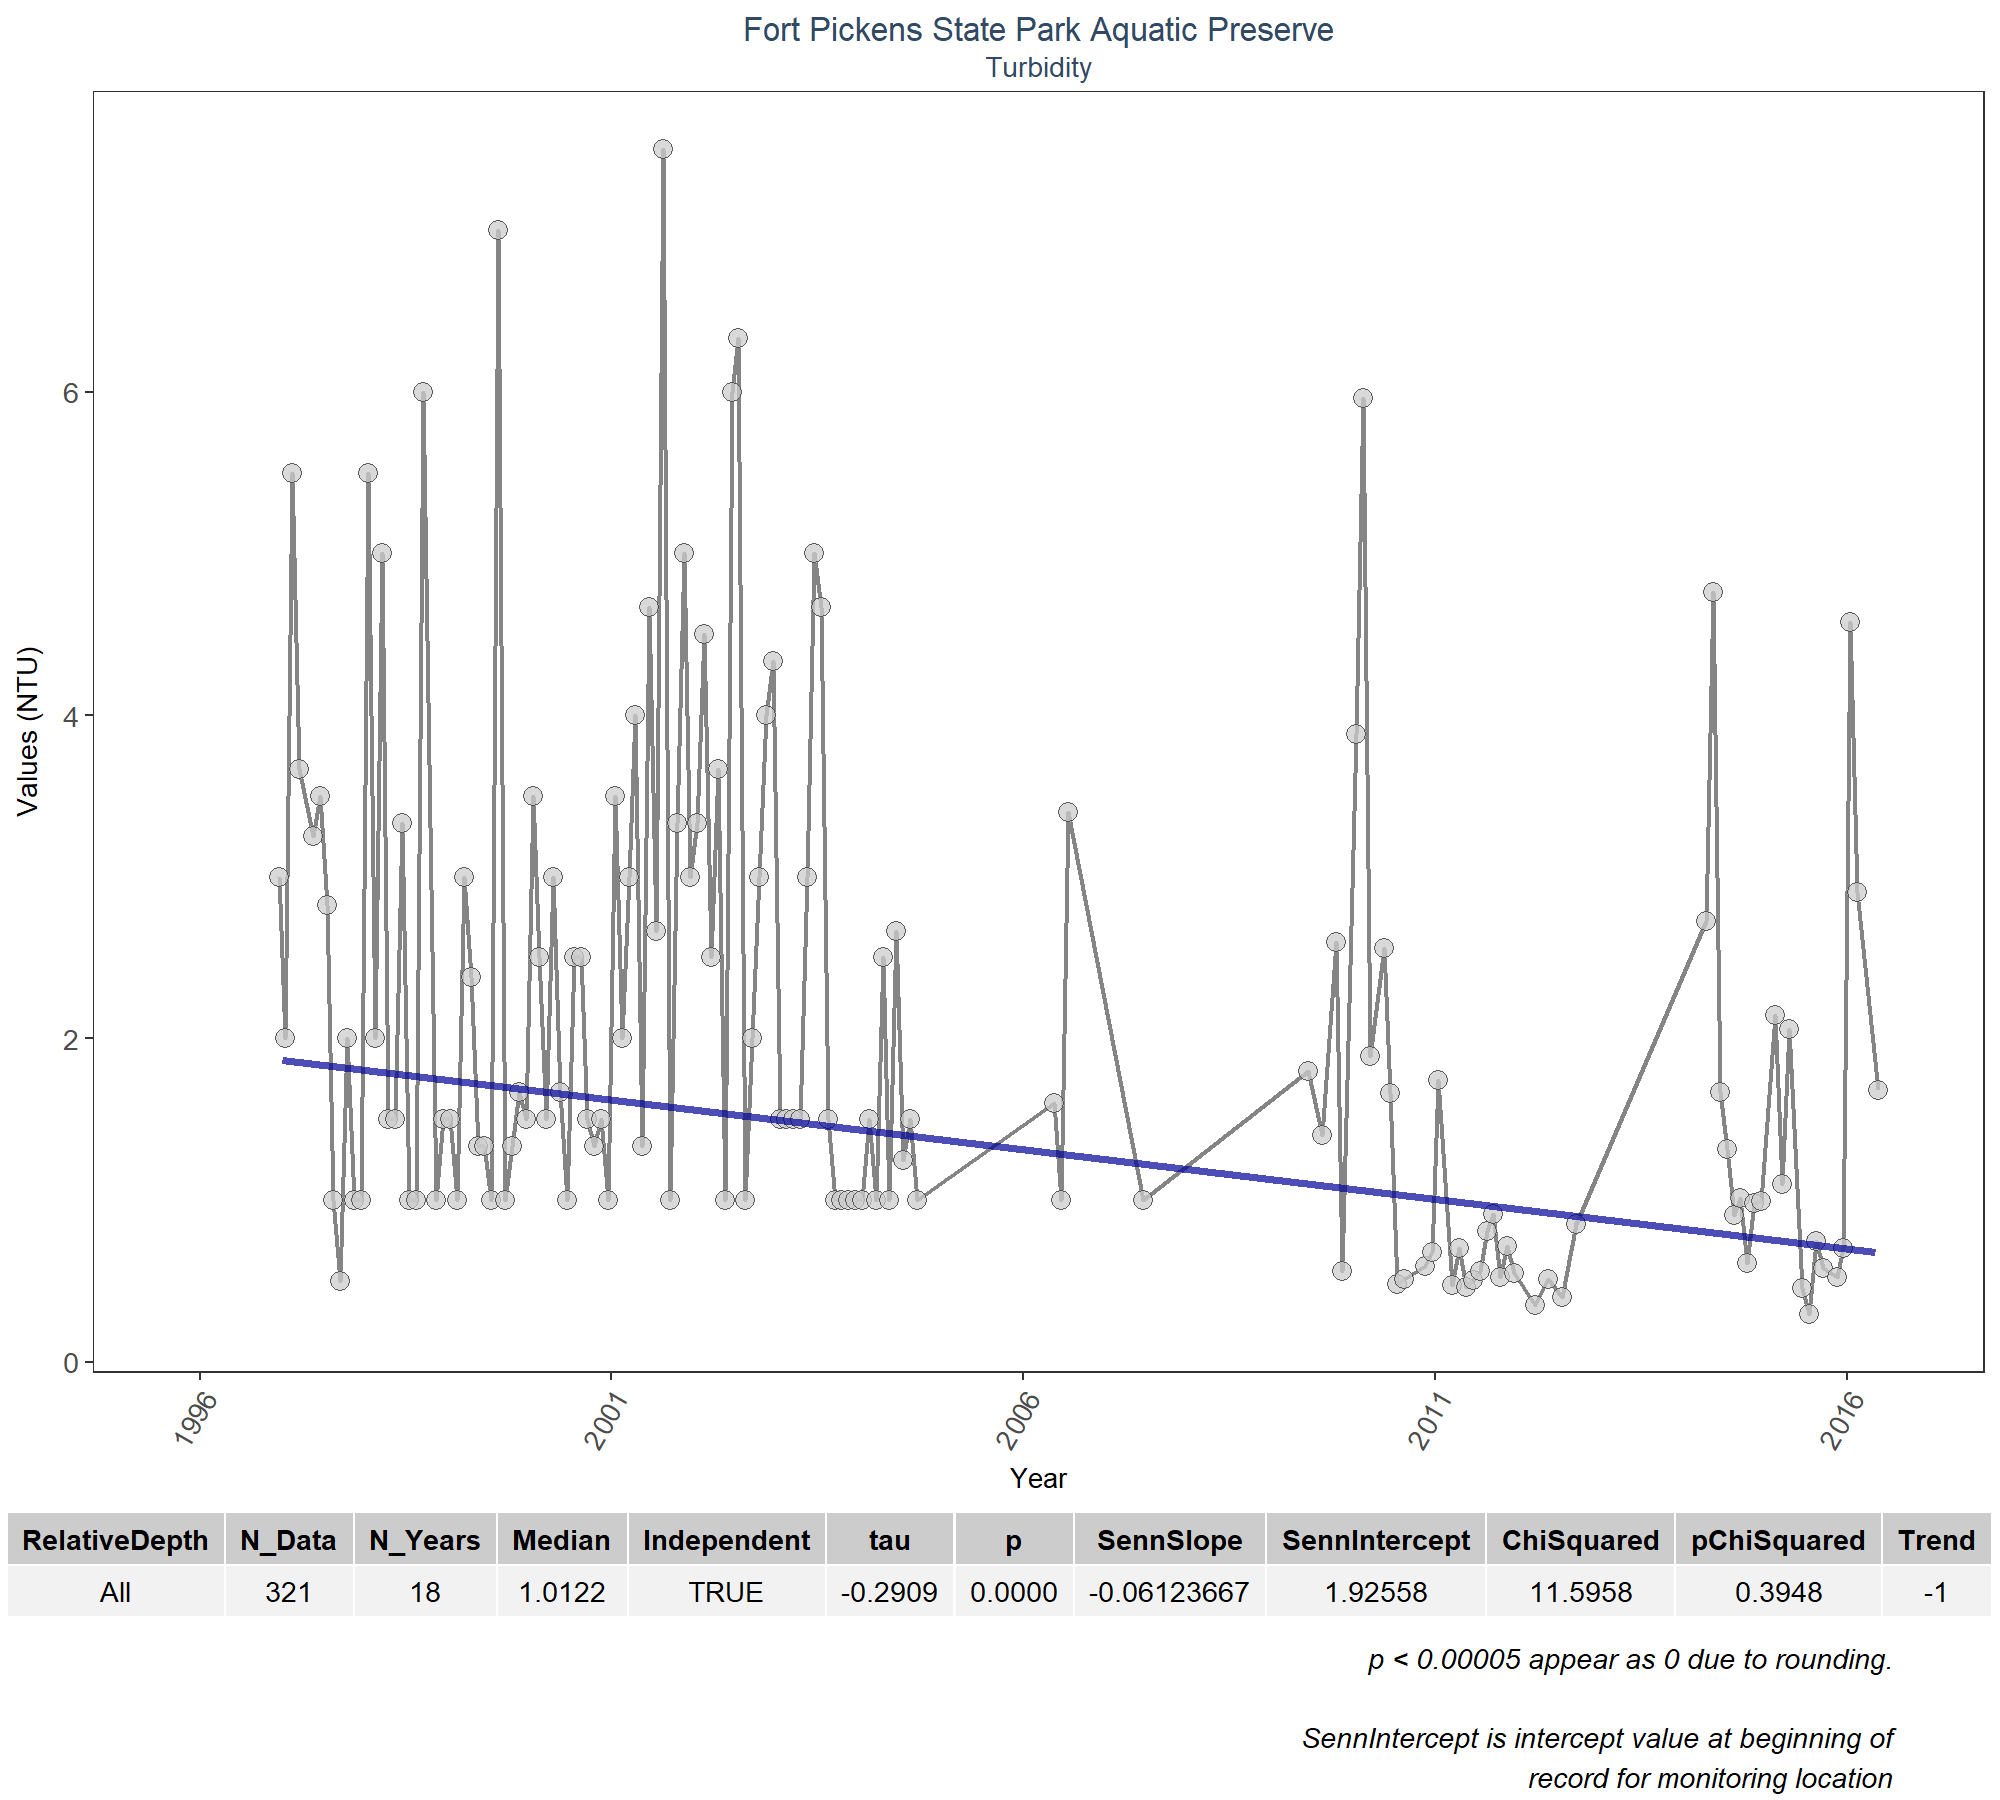 Fort Pickens State Park Aquatic Preserve
Turbidity
Values (NTU)
6
4
2
0
1996
2001
2006
2011
2016
Year
RelativeDepth N_Data N_Years Median Independent tau p SennSlope SennIntercept ChiSquared pChiSquared Trend
All 321 18 1.0122 TRUE -0.2909 0.0000 -0.06123667 1.92558 11.5958 0.3948 -1
p < 0.00005 appear as 0 due to rounding.
SennIntercept is intercept value at beginning of
record for monitoring location